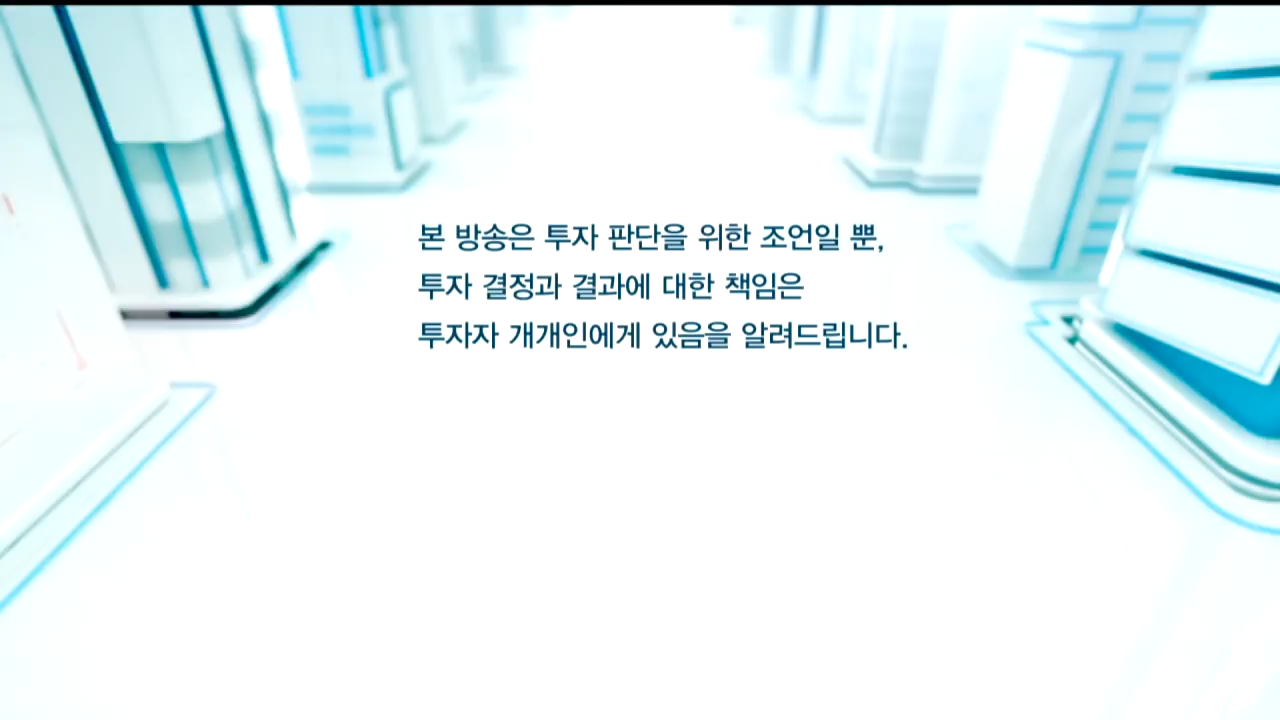 본 방송은 투자 판단을 위한 조언일 뿐,
투자 결정과 결과에 대한 책임은
투자자 개개인에게 있음을 알려드립니다.